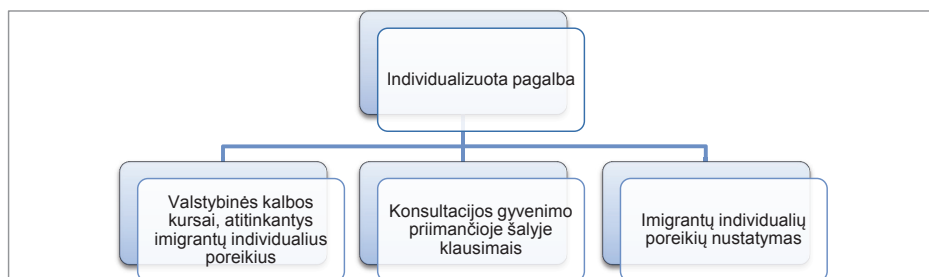 Individualizuota pagalba
Valstybinės kalbos
kursai, atitinkantys
imigrantų individualius
poreikius
Konsultacijos gyvenimo
priimančioje šalyje
klausimais
Imigrantų individualių
poreikių nustatymas